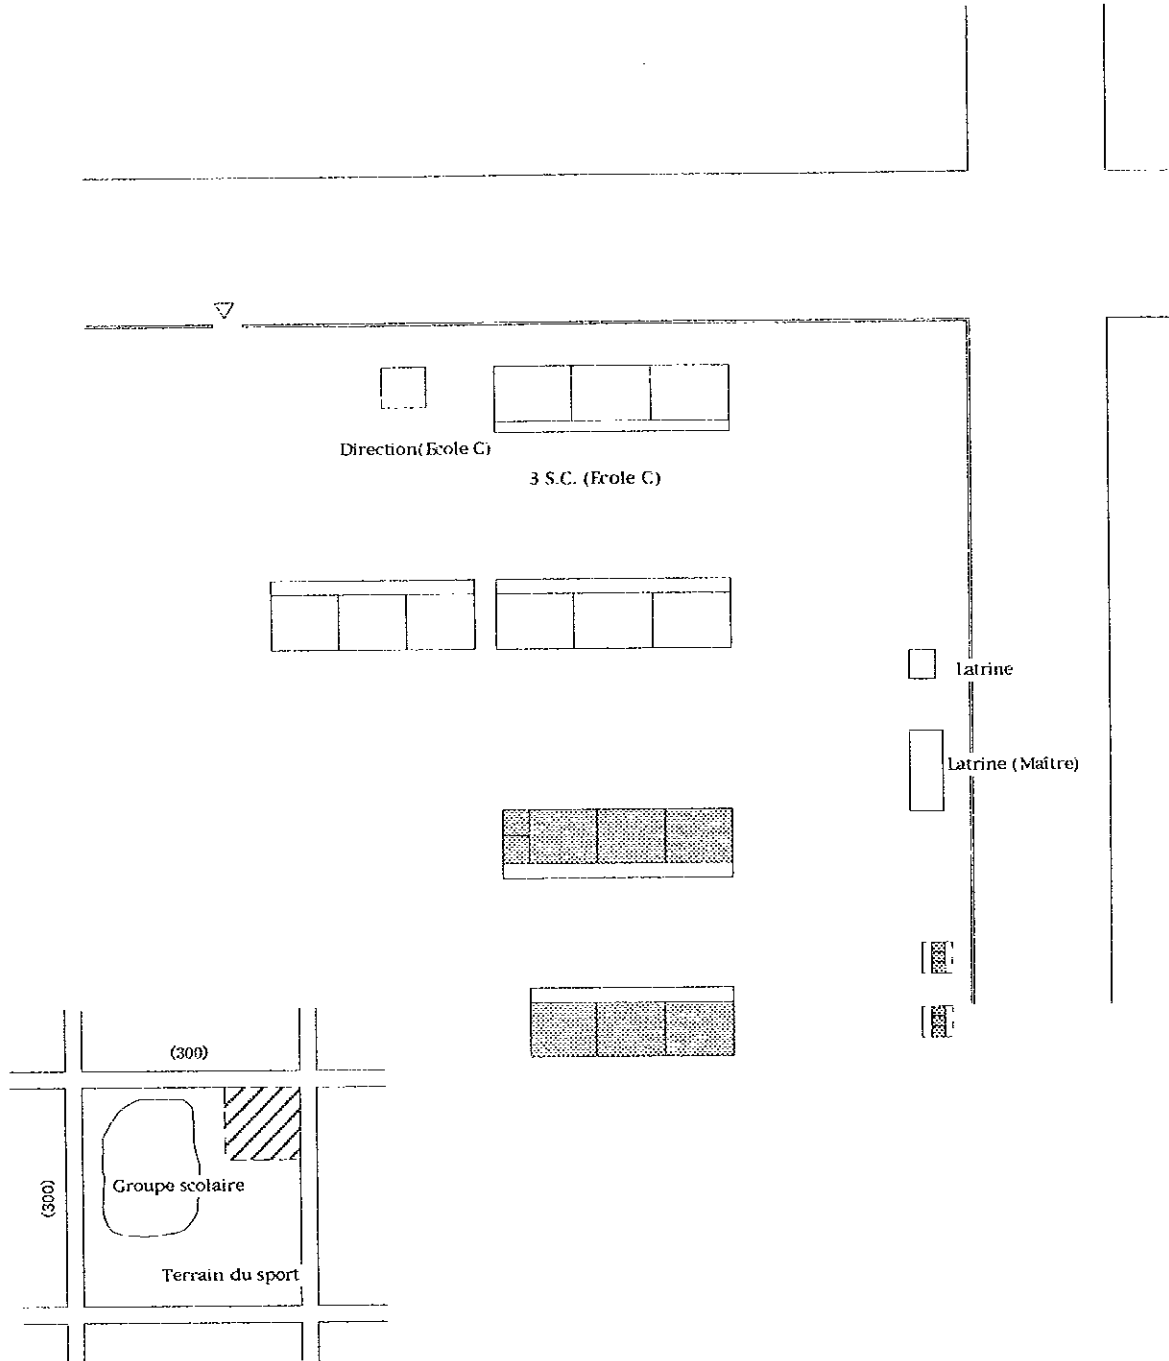 Direction(Ecole C)
3 S.C. (Ecole C)
Latrine
Latrine (Maître)
(300)
(300)
Groupe scolaire
Terrain du sport